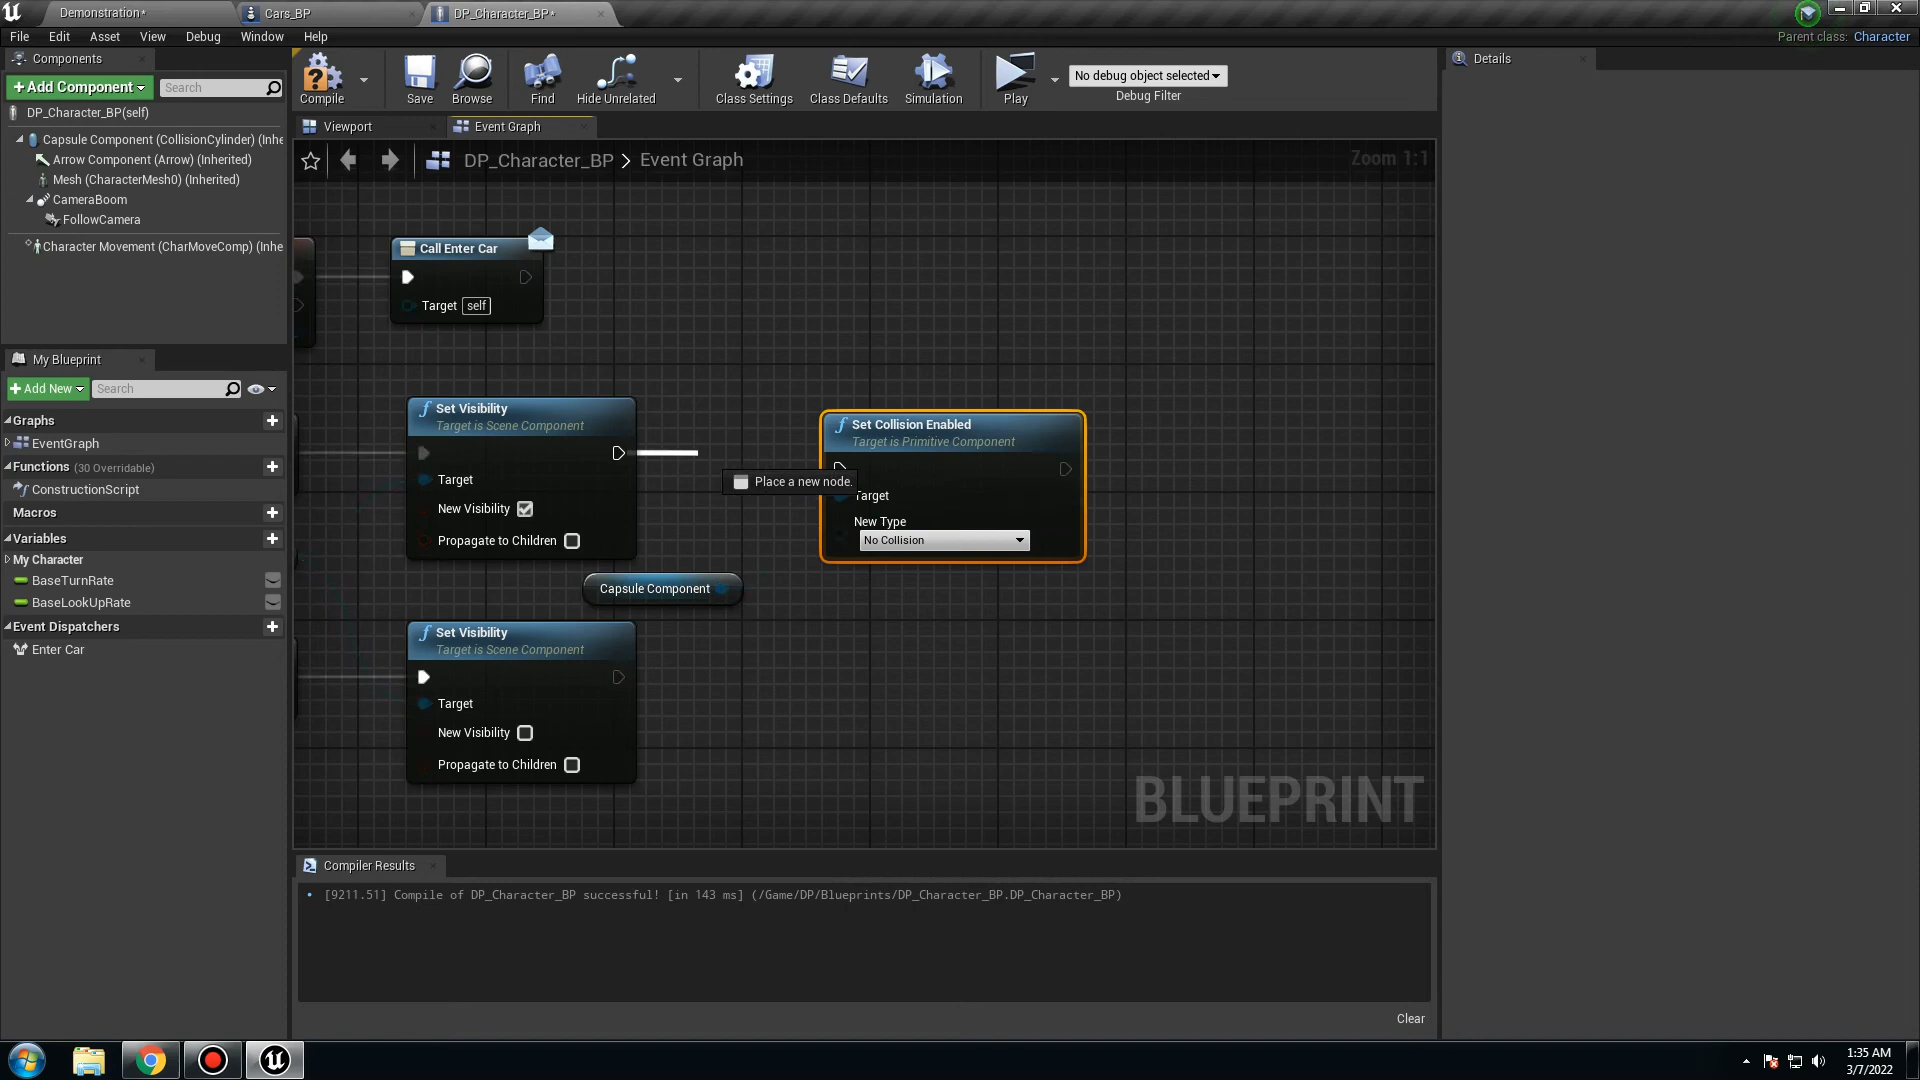 Demonstration*
Cars_BP
DP_Character_BP*
File Edit Asset View Debug Window Help
Parent class: Character
Components
+Add Component
Search
DP_Character_BP(self)
Capsule Component (CollisionCylinder) (Inhe
Arrow Component (Arrow) (Inherited)
Mesh (CharacterMesh0) (Inherited)
CameraBoom
FollowCamera
Character Movement (CharMoveComp) (Inhe
Compile
Save
Browse
Find
Hide Unrelated
Class Settings
Class Defaults
Simulation
Play
No debug object selected
Debug Filter
Details
Viewport
Event Graph
DP_Character_BP > Event Graph
Zoom 1:1
Call Enter Car
Target self
My Blueprint
+Add New
Search
Graphs
EventGraph
Functions (30 Overridable)
ConstructionScript
Macros
Variables
My Character
BaseTurnRate
BaseLookUpRate
Event Dispatchers
Enter Car
Set Visibility
Target is Scene Component
Target
New Visibility
Propagate to Children
Set Collision Enabled
Target is Primitive Component
Place a new node.
Target
New Type
No Collision
Capsule Component
Set Visibility
Target is Scene Component
Target
New Visibility
Propagate to Children
BLUEPRINT
Compiler Results
[9211.51] Compile of DP_Character_BP successful! [in 143 ms] (/Game/DP/Blueprints/DP_Character_BP.DP_Character_BP)
Clear
1:35 AM
3/7/2022